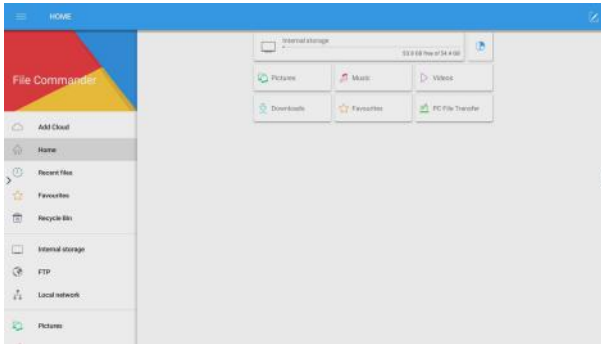 HOME
File Commander
Add Cloud
Home
Recent files
Favourites
Recycle Bin
Internal storage
FTP
Local network
Pictures
Internal storage
Pictures
Music
Videos
Downloads
Favourites
PC File Transfer